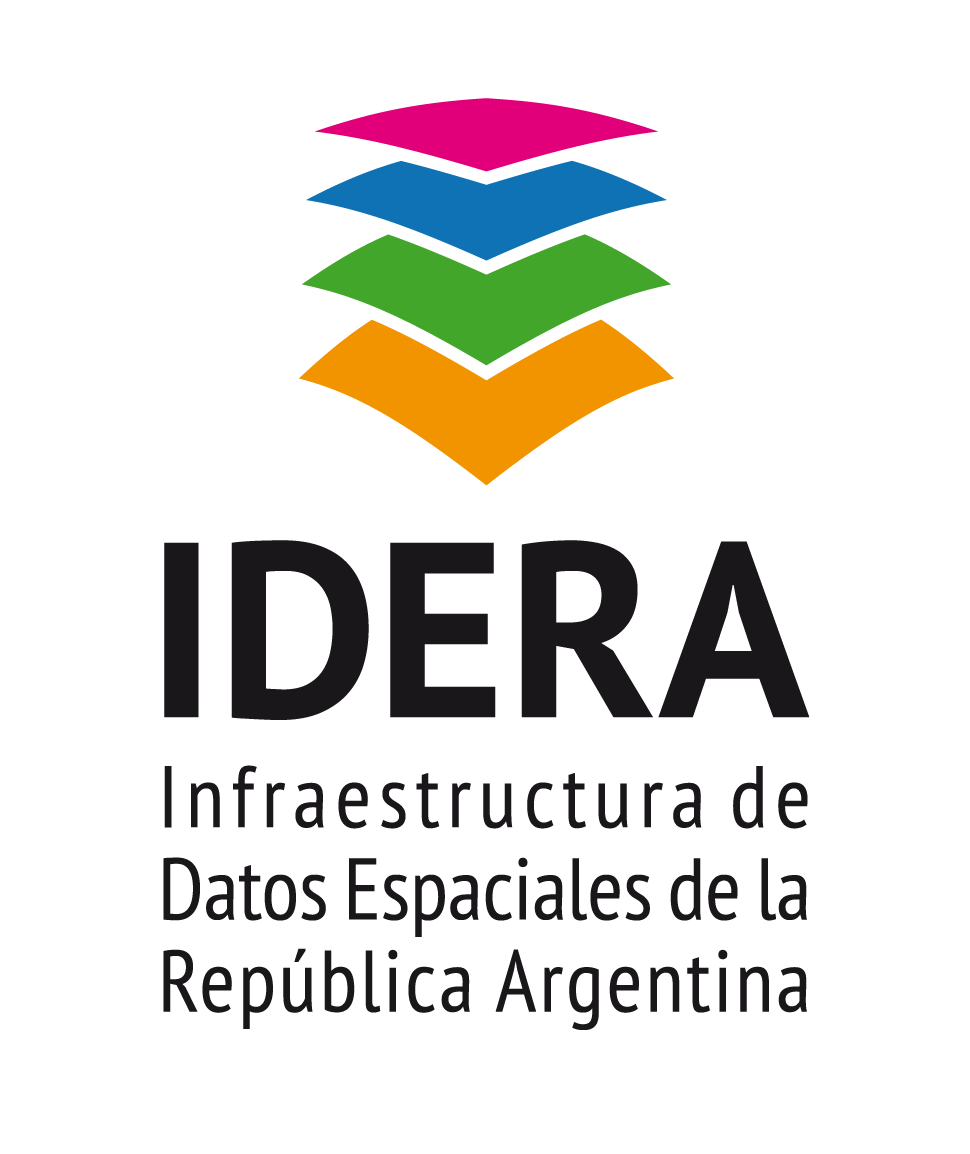 IDERA
Infraestructura de
Datos Espaciales de la
República Argentina